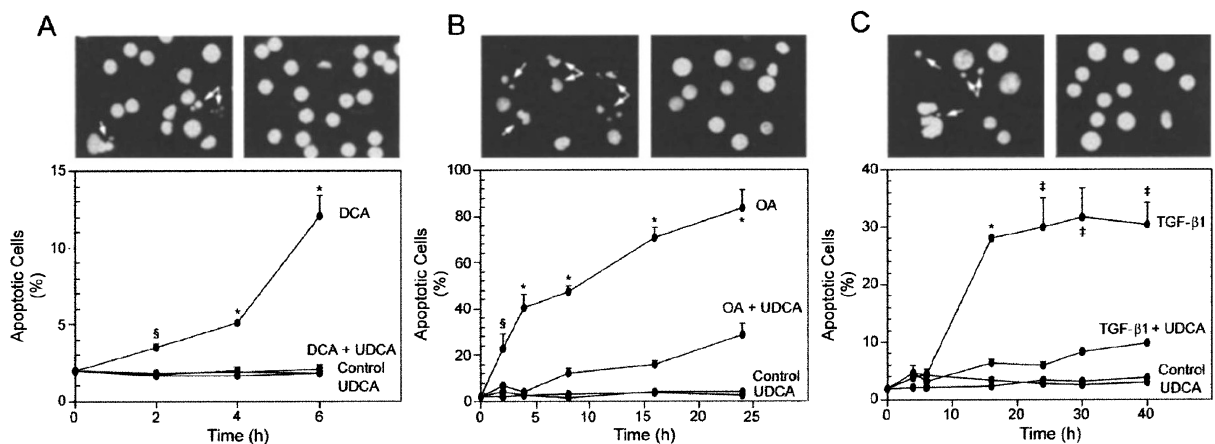 A
B
C
15
10
5
0
Apoptotic Cells
(%)
*
DCA
§
*
DCA + UDCA
Control
UDCA
0 2 4 6
Time (h)
100
80
60
40
20
0
Apoptotic Cells
(%)
OA
*
*
*
*
§
OA + UDCA
Control
UDCA
0 5 10 15 20 25
Time (h)
40
30
20
10
0
Apoptotic Cells
(%)
‡
‡
TGF-β1
*
‡
TGF-β1 + UDCA
Control
UDCA
0 10 20 30 40
Time (h)